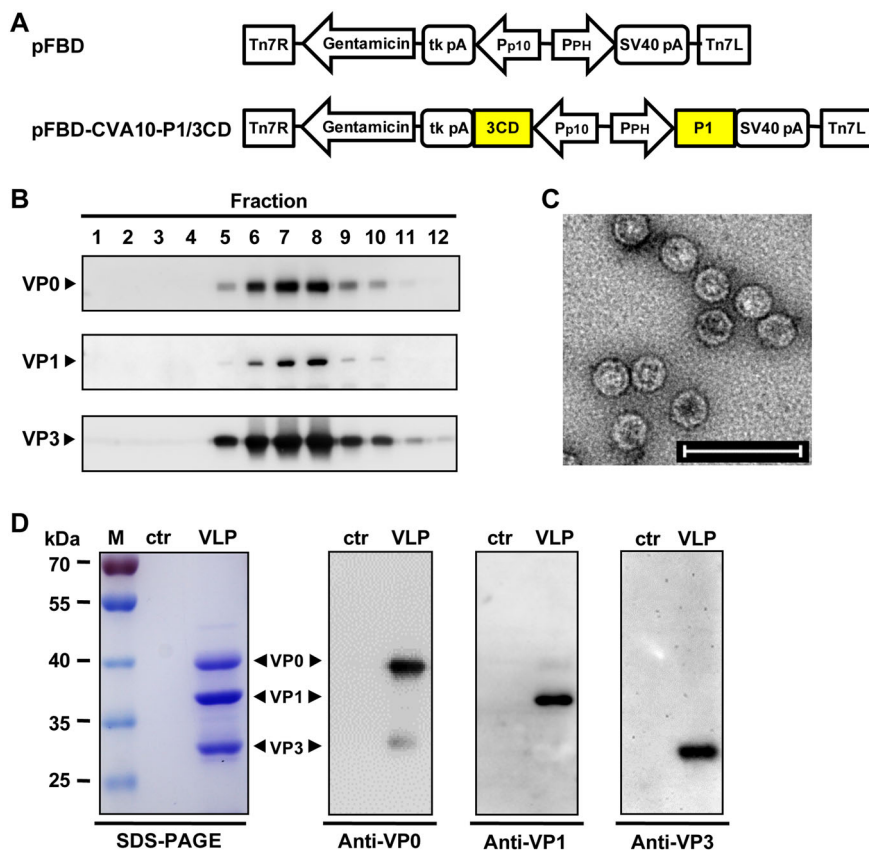 A
pFBD
Tn7R Gentamicin tk pA Pp10 PPH SV40 pA Tn7L
pFBD-CVA10-P1/3CD
Tn7R Gentamicin tk pA 3CD Pp10 PPH P1 SV40 pA Tn7L
B
Fraction
1 2 3 4 5 6 7 8 9 10 11 12
VP0
VP1
VP3
C
D
kDa M ctr VLP ctr VLP ctr VLP ctr VLP
70
55
40 VP0
VP1
35
VP3
25
SDS-PAGE Anti-VP0 Anti-VP1 Anti-VP3